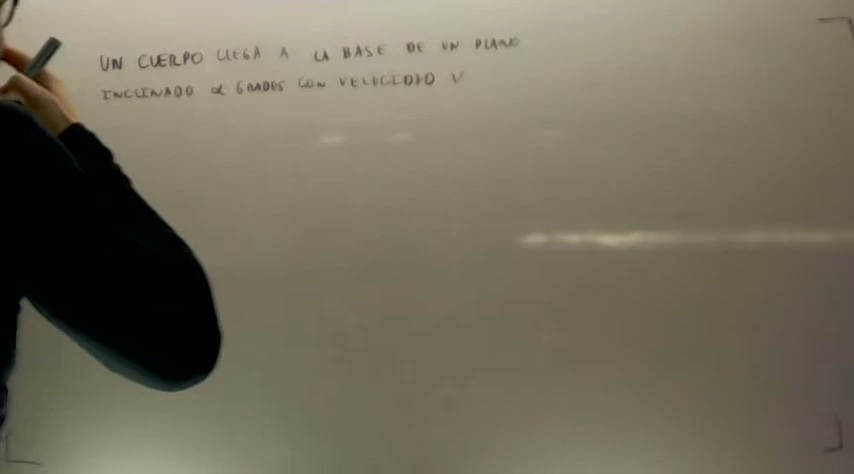 UN CUERPO LLEGA A LA BASE DE UN PLANO
INCLINADO α GRADOS CON VELOCIDAD V